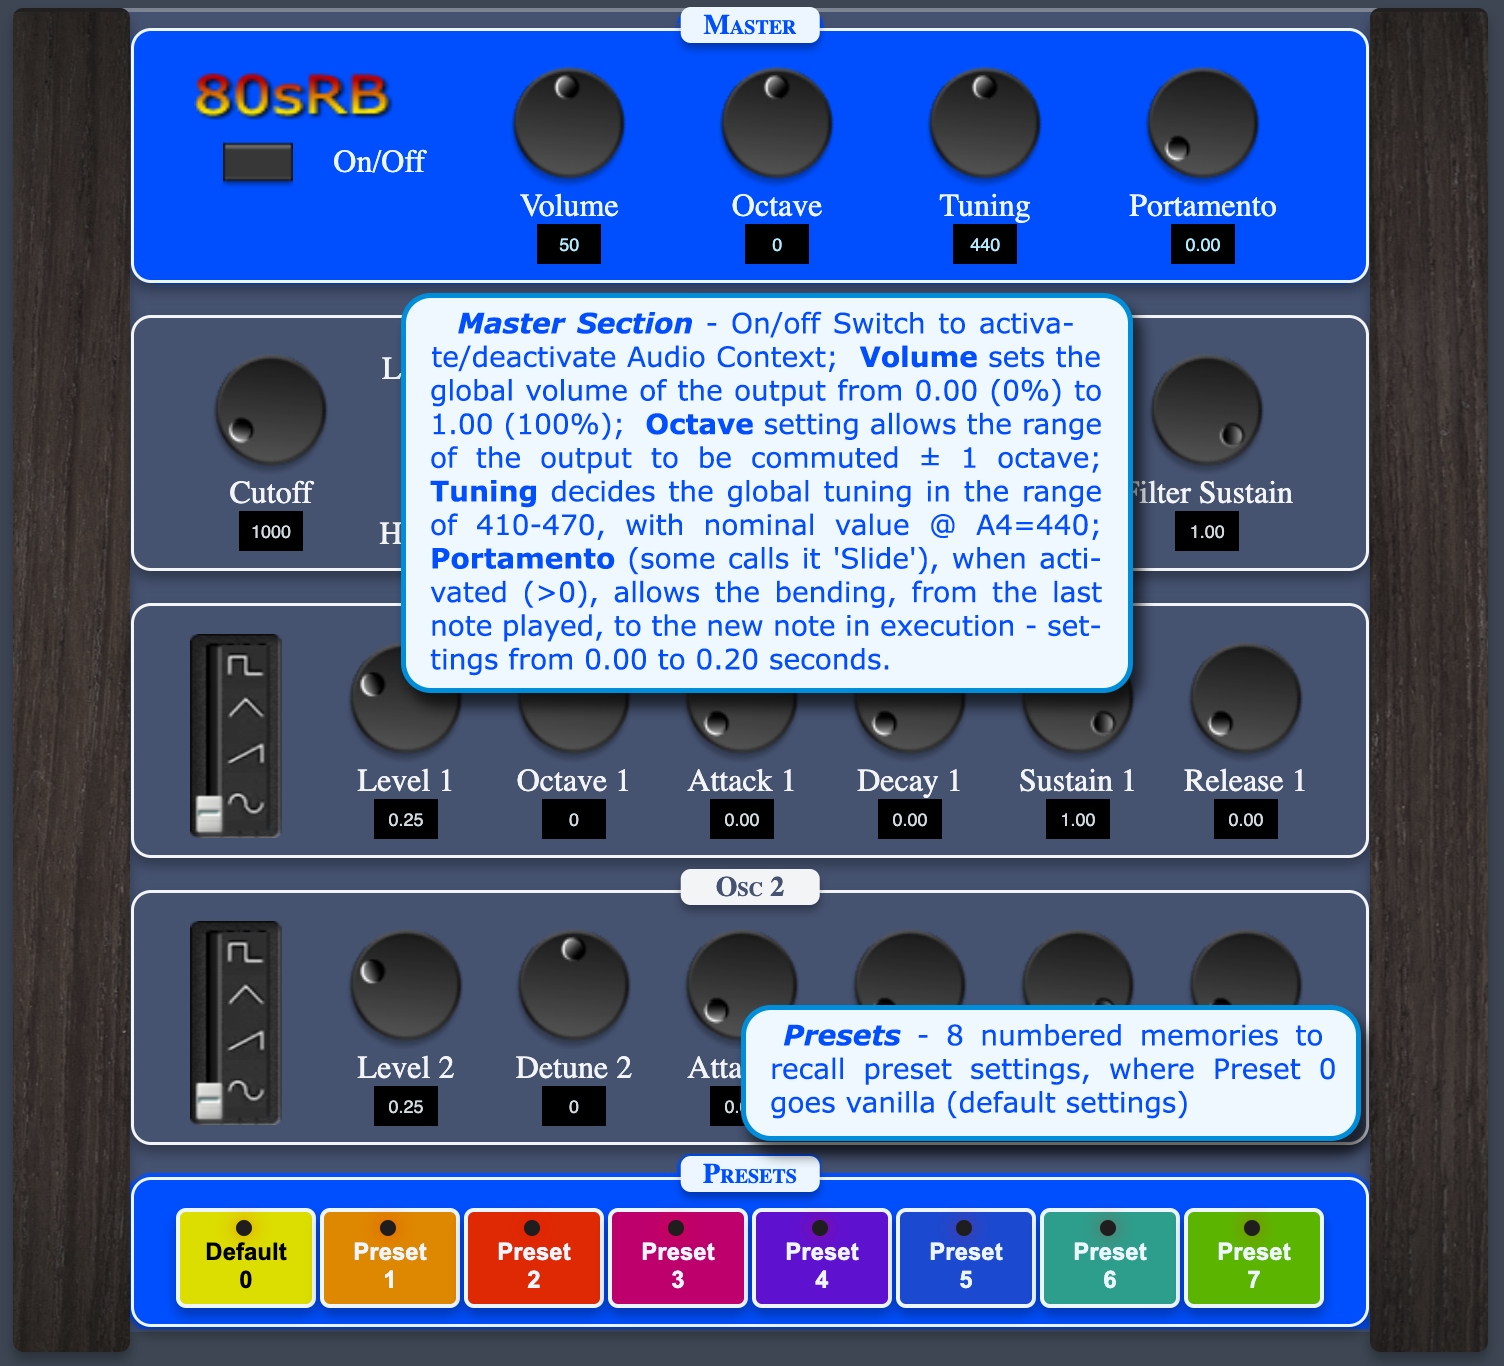 Master
80sRB
On/Off
Volume Octave Tuning Portamento
50 0 440 0.00
Master Section - On/off Switch to activa-
te/deactivate Audio Context; Volume sets the
global volume of the output from 0.00 (0%) to
1.00 (100%); Octave setting allows the range
of the output to be commuted ± 1 octave;
Tuning decides the global tuning in the range
of 410-470, with nominal value @ A4=440;
Portamento (some calls it 'Slide'), when acti-
vated (>0), allows the bending, from the last
note played, to the new note in execution - set-
tings from 0.00 to 0.20 seconds.
Cutoff Filter Sustain
1000 1.00
Level 1 Octave 1 Attack 1 Decay 1 Sustain 1 Release 1
0.25 0 0.00 0.00 1.00 0.00
Osc 2
Level 2 Detune 2
0.25 0
Presets - 8 numbered memories to
recall preset settings, where Preset 0
goes vanilla (default settings)
Presets
Default Preset Preset Preset Preset Preset Preset Preset
0 1 2 3 4 5 6 7